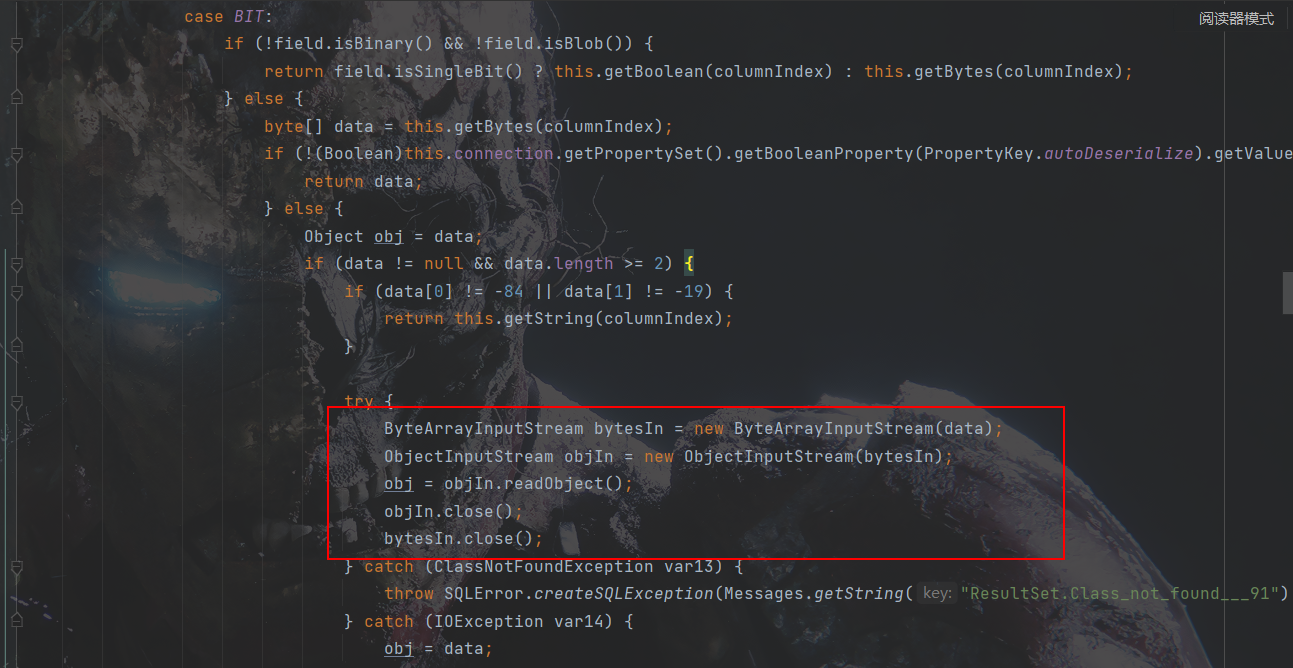 case BIT:
阅读器模式
if (!field.isBinary() && !field.isBlob()) {
return field.isSingleBit() ? this.getBoolean(columnIndex) : this.getBytes(columnIndex);
} else {
byte[] data = this.getBytes(columnIndex);
if (!(Boolean)this.connection.getPropertySet().getBooleanProperty(PropertyKey.autoDeserialize).getValue
return data;
} else {
Object obj = data;
if (data != null && data.length >= 2) {
if (data[0] != -84 || data[1] != -19) {
return this.getString(columnIndex);
}
try {
ByteArrayInputStream bytesIn = new ByteArrayInputStream(data);
ObjectInputStream objIn = new ObjectInputStream(bytesIn);
obj = objIn.readObject();
objIn.close();
bytesIn.close();
} catch (ClassNotFoundException var13) {
throw SQLError.createSQLException(Messages.getString( key: "ResultSet.Class_not_found___91")
} catch (IOException var14) {
obj = data;